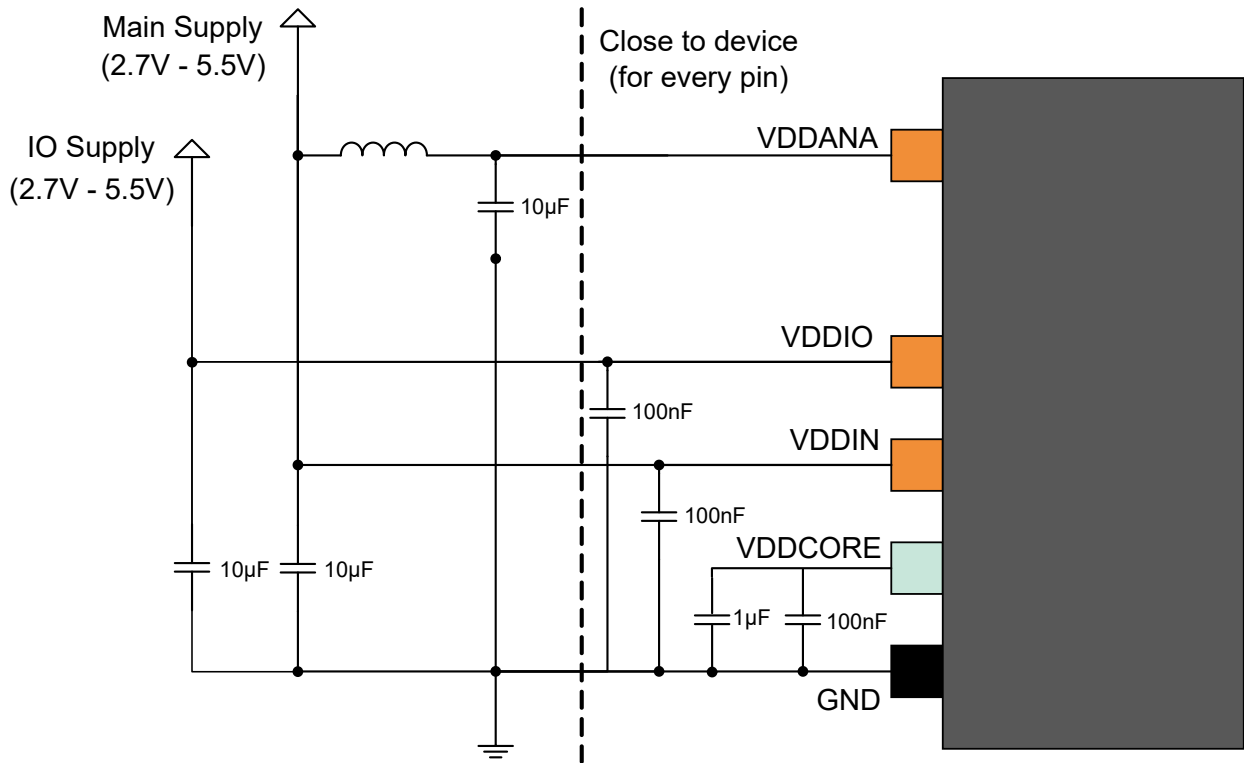 Main Supply
(2.7V - 5.5V)
Close to device
(for every pin)
IO Supply
(2.7V - 5.5V)
VDDANA
10µF
VDDIO
100nF
VDDIN
100nF
VDDCORE
10µF
10µF
1µF
100nF
GND